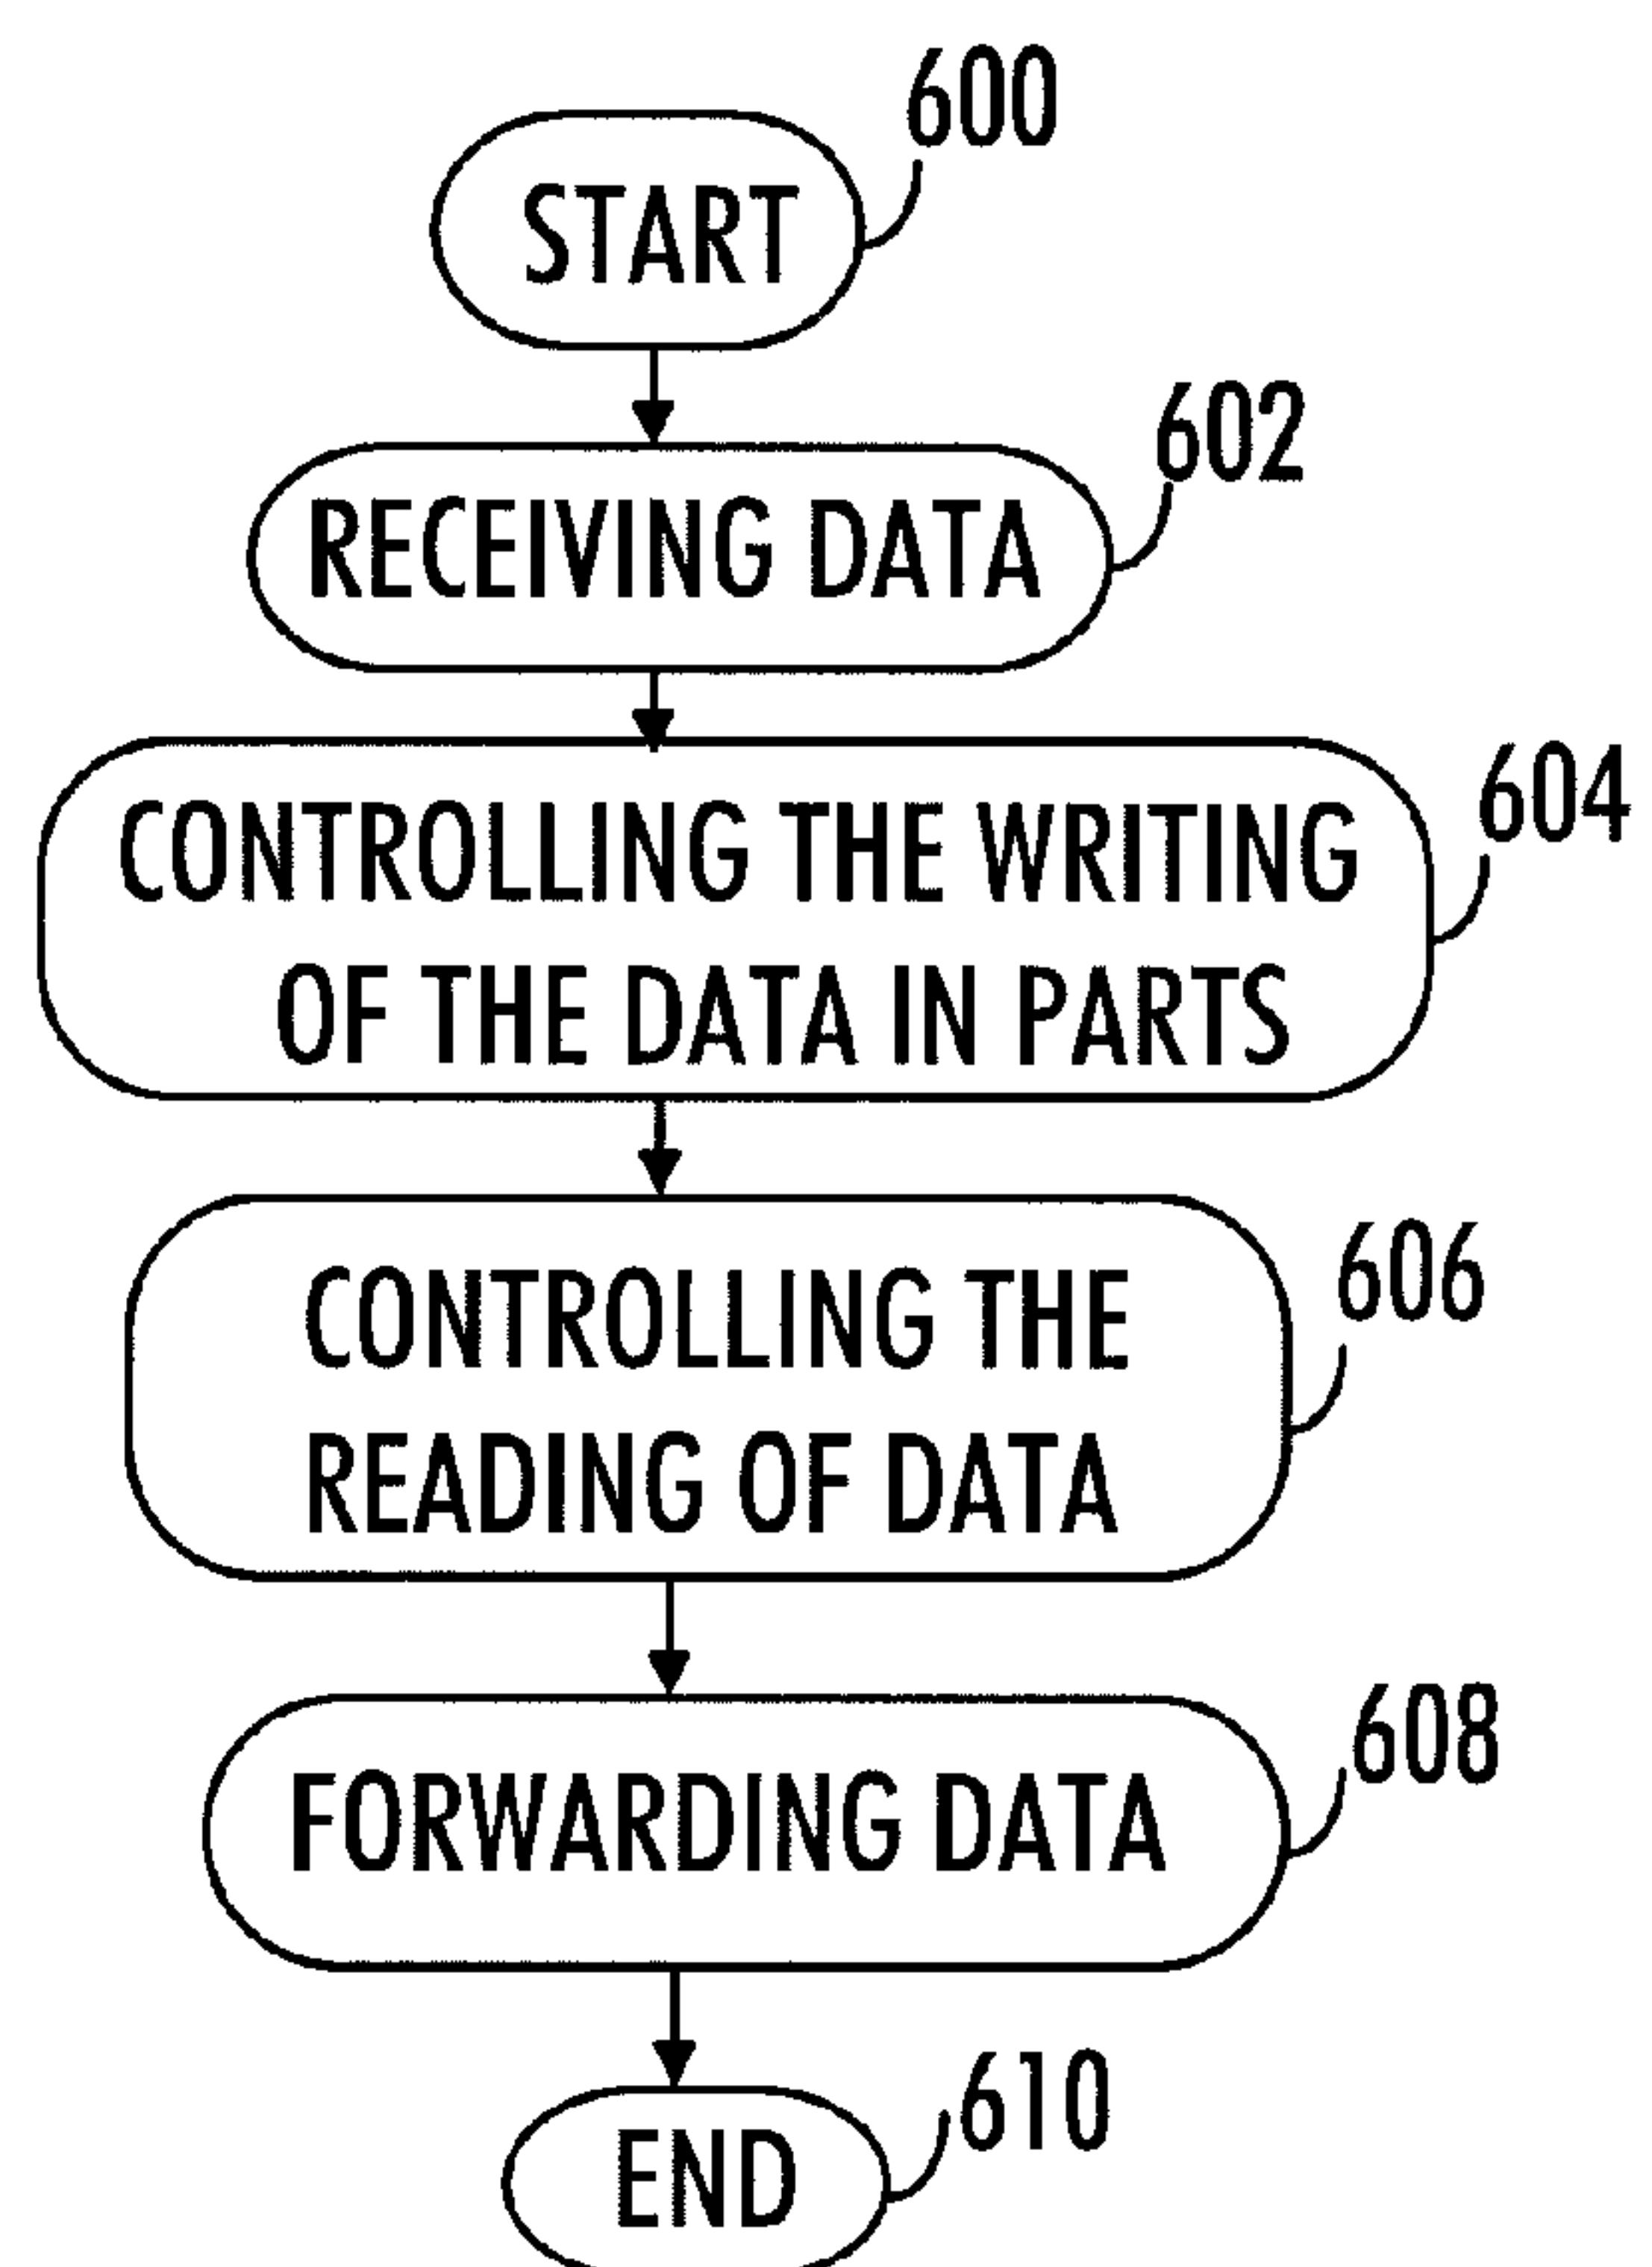 600
START
602
RECEIVING DATA
604
CONTROLLING THE WRITING
OF THE DATA IN PARTS
606
CONTROLLING THE
READING OF DATA
608
FORWARDING DATA
610
END